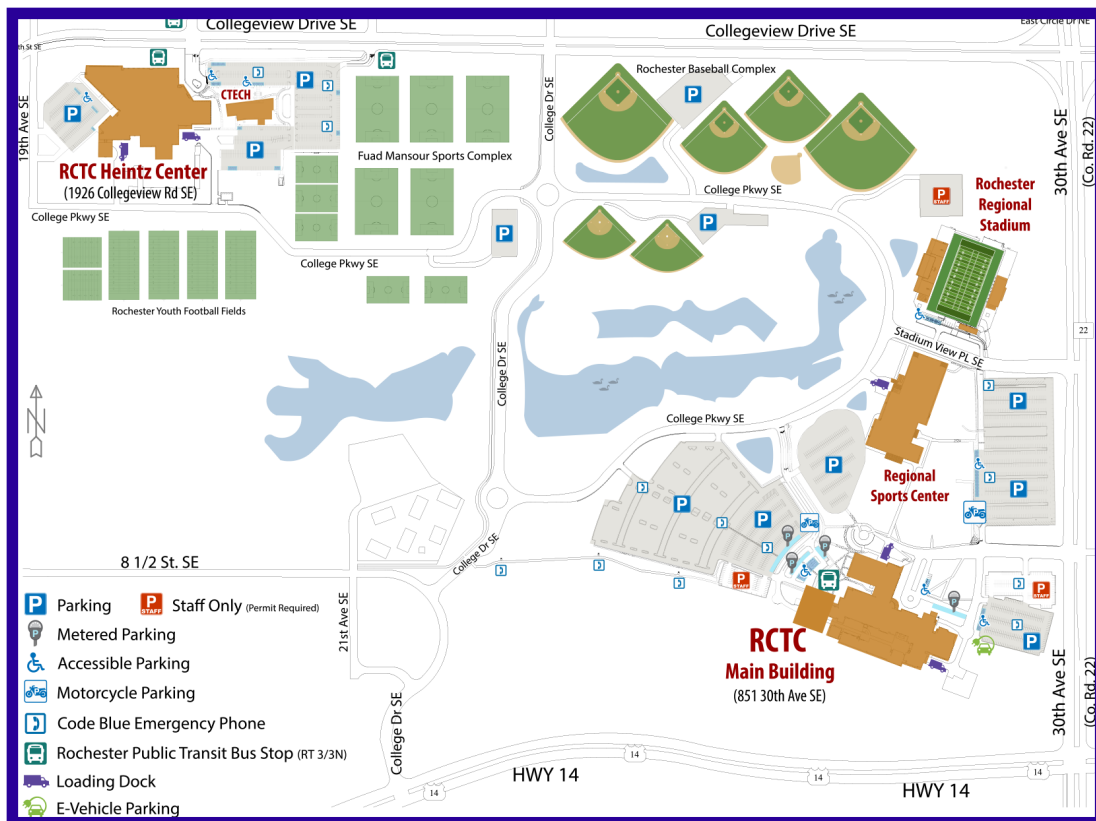 Collegeview Drive SE
Collegeview Drive SE
East Circle Dr NE
th St SE
19th Ave SE
CTECH
P
P
P
RCTC Heintz Center
(1926 Collegeview Rd SE)
Fuad Mansour Sports Complex
College Dr SE
Rochester Baseball Complex
P
College Pkwy SE
30th Ave SE
(Co. Rd. 22)
P
STAFF
Rochester
Regional
Stadium
College Pkwy SE
P
P
College Pkwy SE
Rochester Youth Football Fields
22
Stadium View PL SE
College Dr SE
N
College Pkwy SE
P
P
P
Regional
Sports Center
P
P
P
P
P
P
College Dr SE
8 1/2 St. SE
P
STAFF
P
STAFF
P
P
21st Ave SE
RCTC
Main Building
(851 30th Ave SE)
30th Ave SE
(Co. Rd. 22)
College Dr SE
HWY 14
HWY 14
14
14
14
14
P Parking
P STAFF Staff Only (Permit Required)
P Metered Parking
Accessible Parking
Motorcycle Parking
Code Blue Emergency Phone
Rochester Public Transit Bus Stop (RT 3/3N)
Loading Dock
E-Vehicle Parking